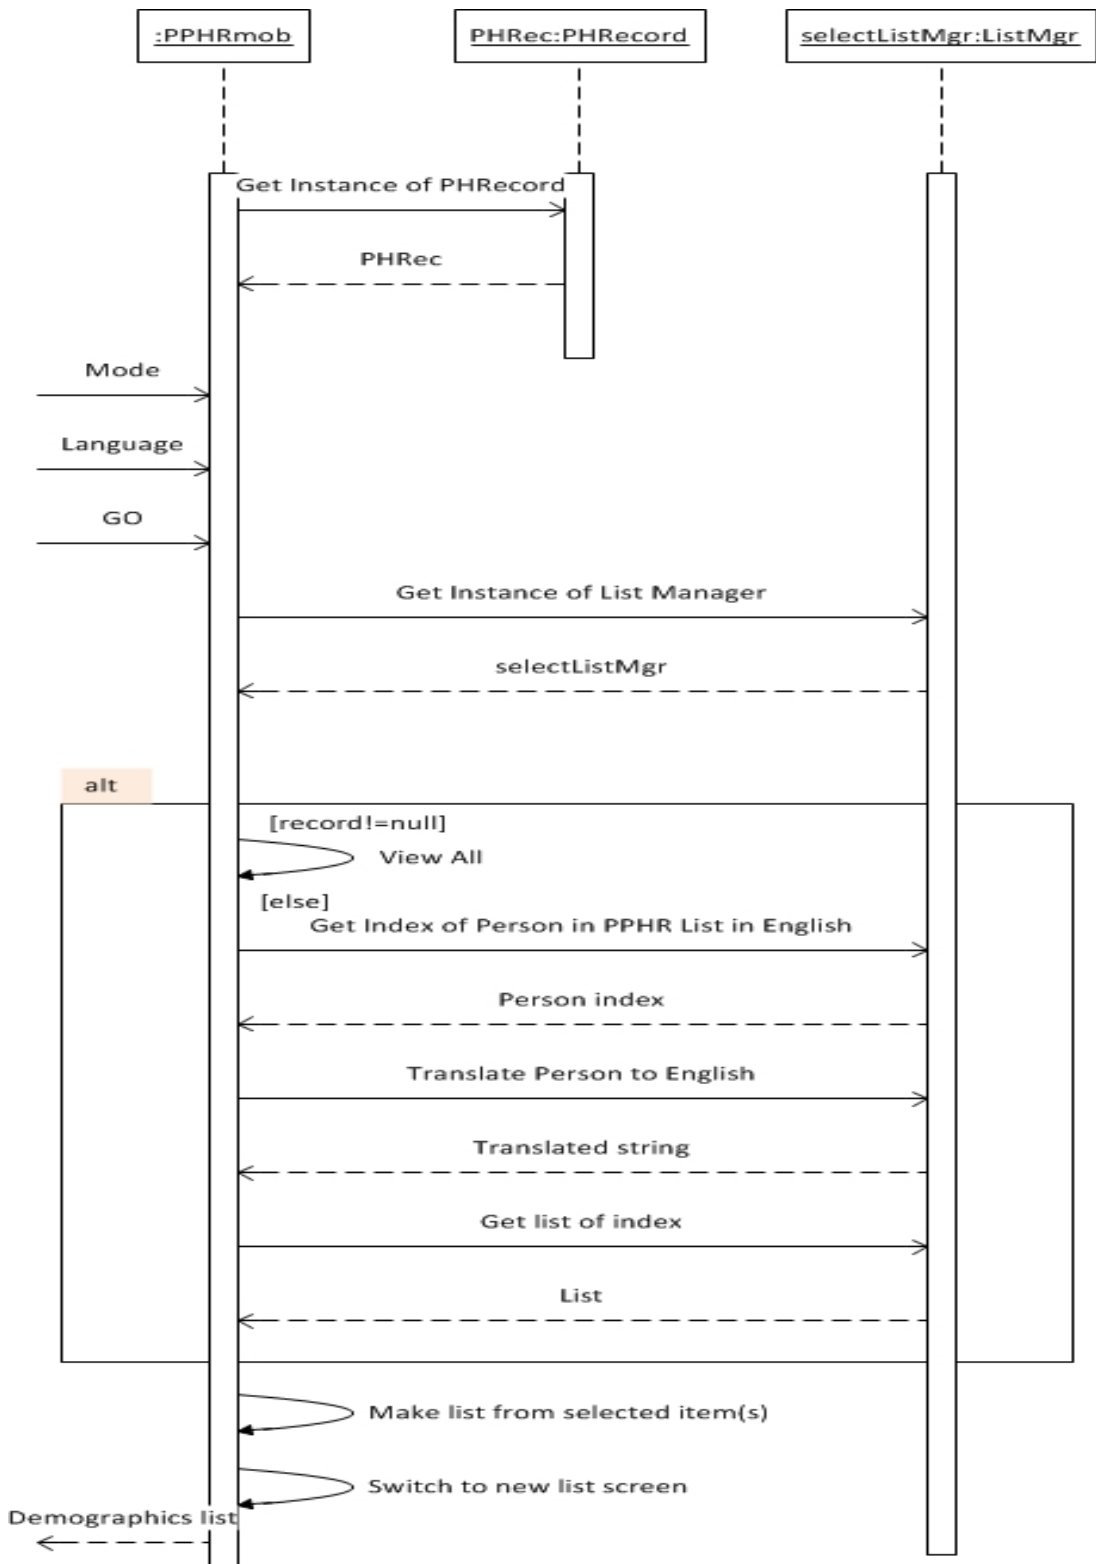 :PPHRmob
PHRec:PHRecord
selectListMgr:ListMgr
Get Instance of PHRecord
PHRec
Mode
Language
GO
Get Instance of List Manager
selectListMgr
alt
[record!=null]
View All
[else]
Get Index of Person in PPHR List in English
Person index
Translate Person to English
Translated string
Get list of index
List
Make list from selected item(s)
Switch to new list screen
Demographics list